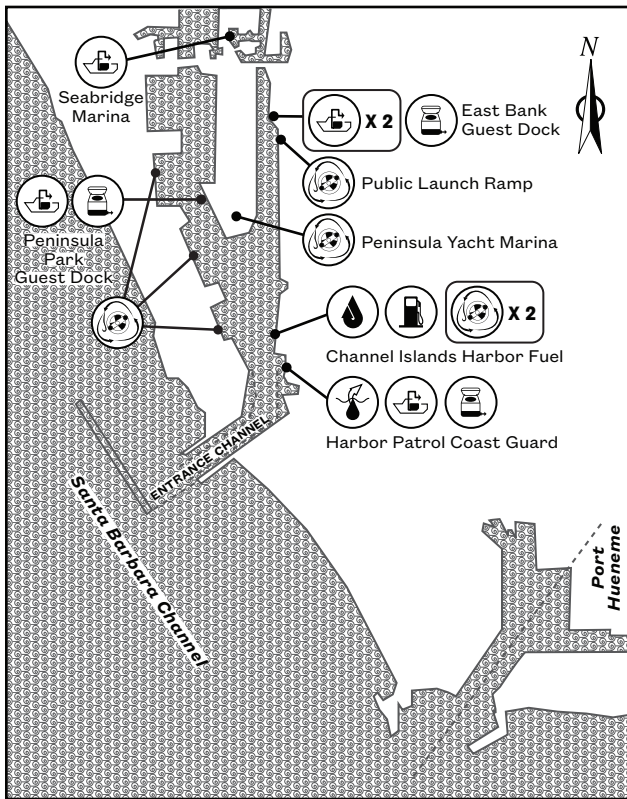 N
Seabridge
Marina
X 2
East Bank
Guest Dock
Public Launch Ramp
Peninsula Yacht Marina
Peninsula
Park
Guest Dock
X 2
Channel Islands Harbor Fuel
Harbor Patrol Coast Guard
ENTRANCE CHANNEL
Santa Barbara Channel
Port
Hueneme